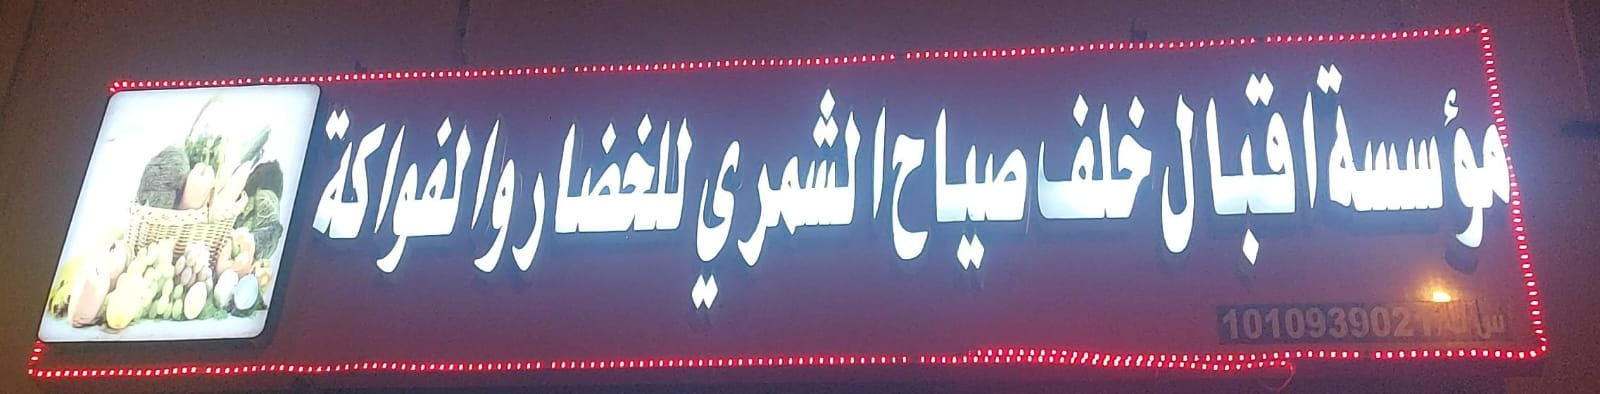 مؤسسة اقبال خلف صياح الشمري للخضار والفواكة
س.ت/1010939021